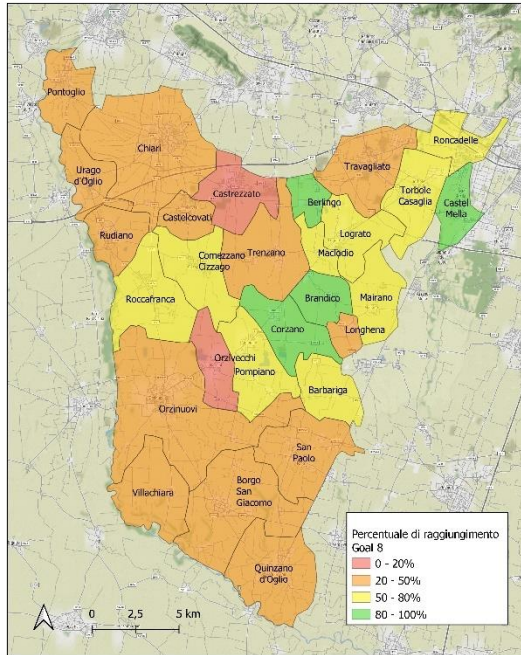 Pontoglio
Roncadelle
Chiari
Travagliato
Urago
d'Oglio
Castrezzato
Berlingo
Torbole
Casaglia
Castel
Mella
Rudiano
Castelcovati
Comezzano
Cizzago
Trenzano
Lograto
Maclodio
Roccafranca
Brandico
Mairano
Corzano
Longhena
Orzivecchi
Pompiano
Barbariga
Orzinuovi
San
Paolo
Villachiara
Borgo
San
Giacomo
Quinzano
d'Oglio
Percentuale di raggiungimento
Goal 8
0 - 20%
20 - 50%
50 - 80%
80 - 100%
0 2,5 5 km